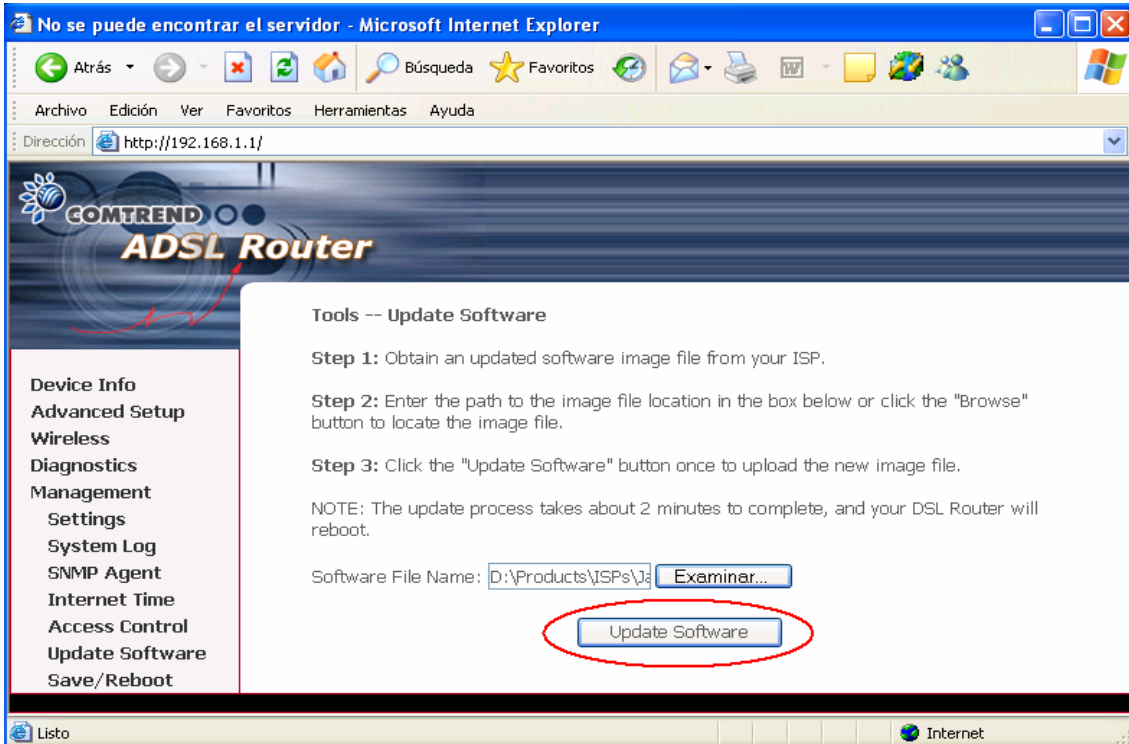 No se puede encontrar el servidor - Microsoft Internet Explorer
Atrás Búsqueda Favoritos
Archivo Edición Ver Favoritos Herramientas Ayuda
Dirección http://192.168.1.1/
COMTREND
ADSL Router
Device Info
Advanced Setup
Wireless
Diagnostics
Management
Settings
System Log
SNMP Agent
Internet Time
Access Control
Update Software
Save/Reboot
Tools -- Update Software
Step 1: Obtain an updated software image file from your ISP.
Step 2: Enter the path to the image file location in the box below or click the "Browse"
button to locate the image file.
Step 3: Click the "Update Software" button once to upload the new image file.
NOTE: The update process takes about 2 minutes to complete, and your DSL Router will
reboot.
Software File Name: D:\Products\ISPs\Ja Examinar...
Update Software
Listo Internet